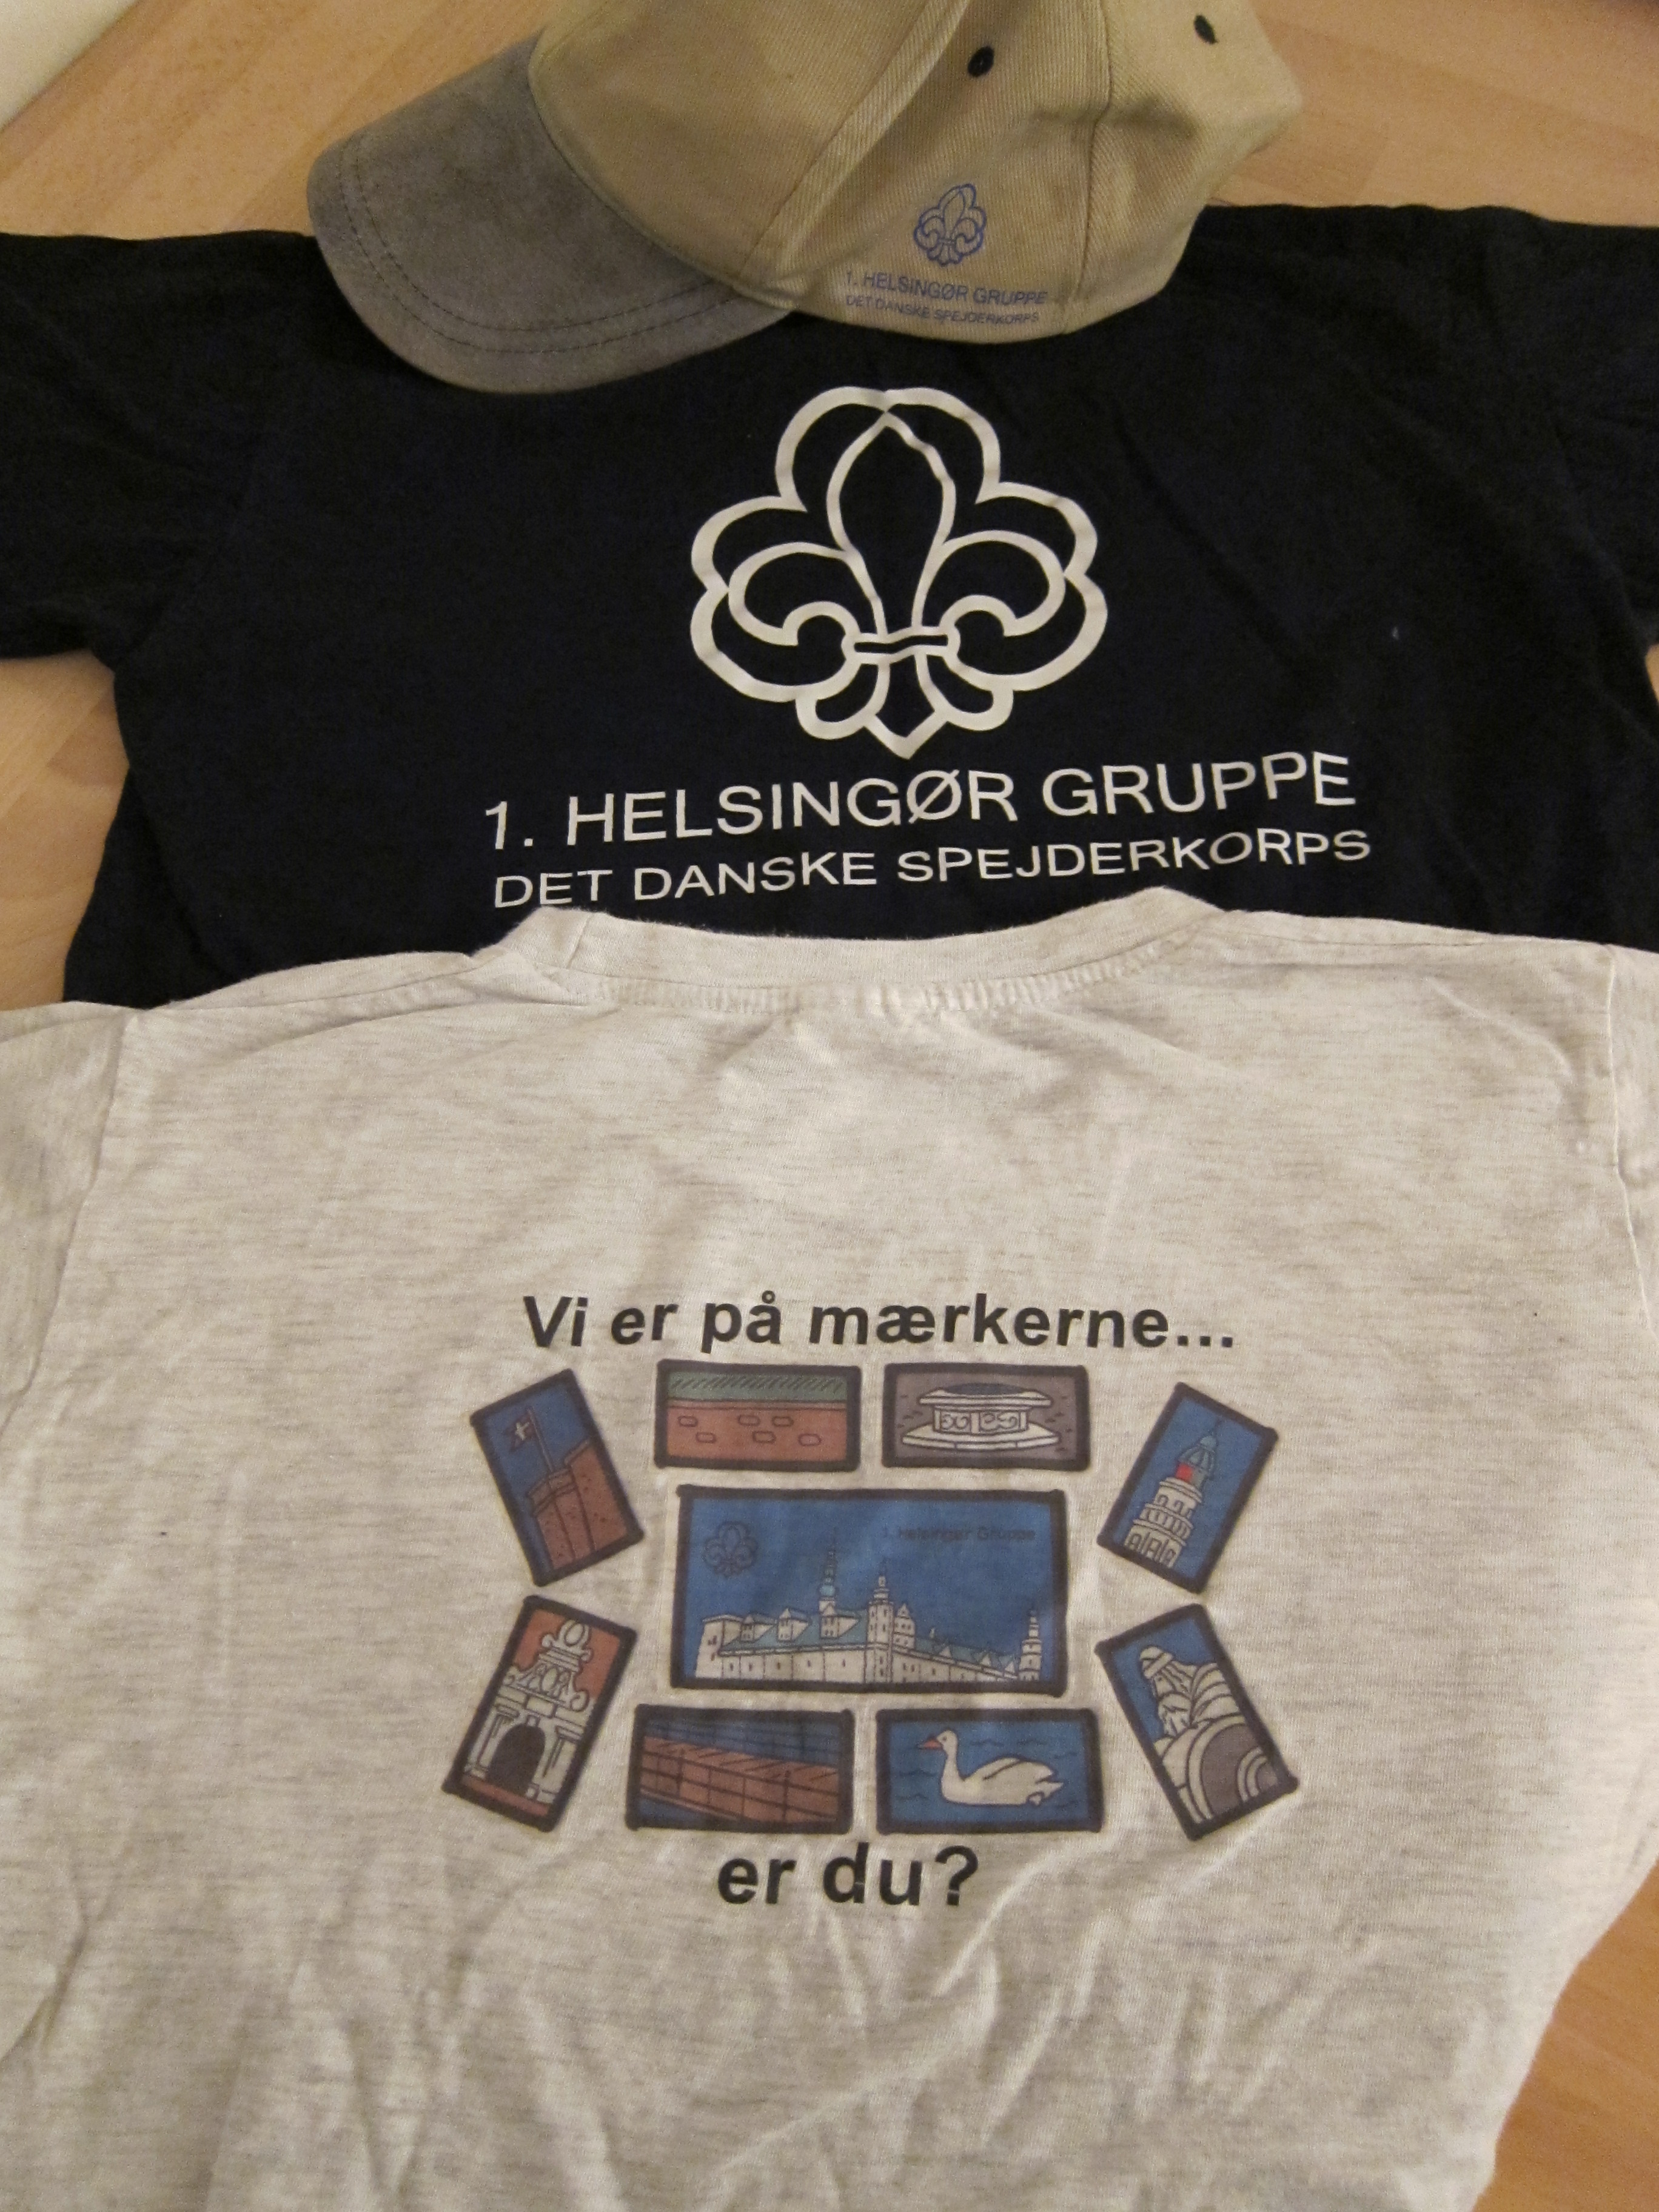 1. HELSINGØR GRUPPE
DET DANSKE SPEJDERKORPS
1. HELSINGØR GRUPPE
DET DANSKE SPEJDERKORPS
Vi er på mærkerne...
1. Helsingør Gruppe
er du?